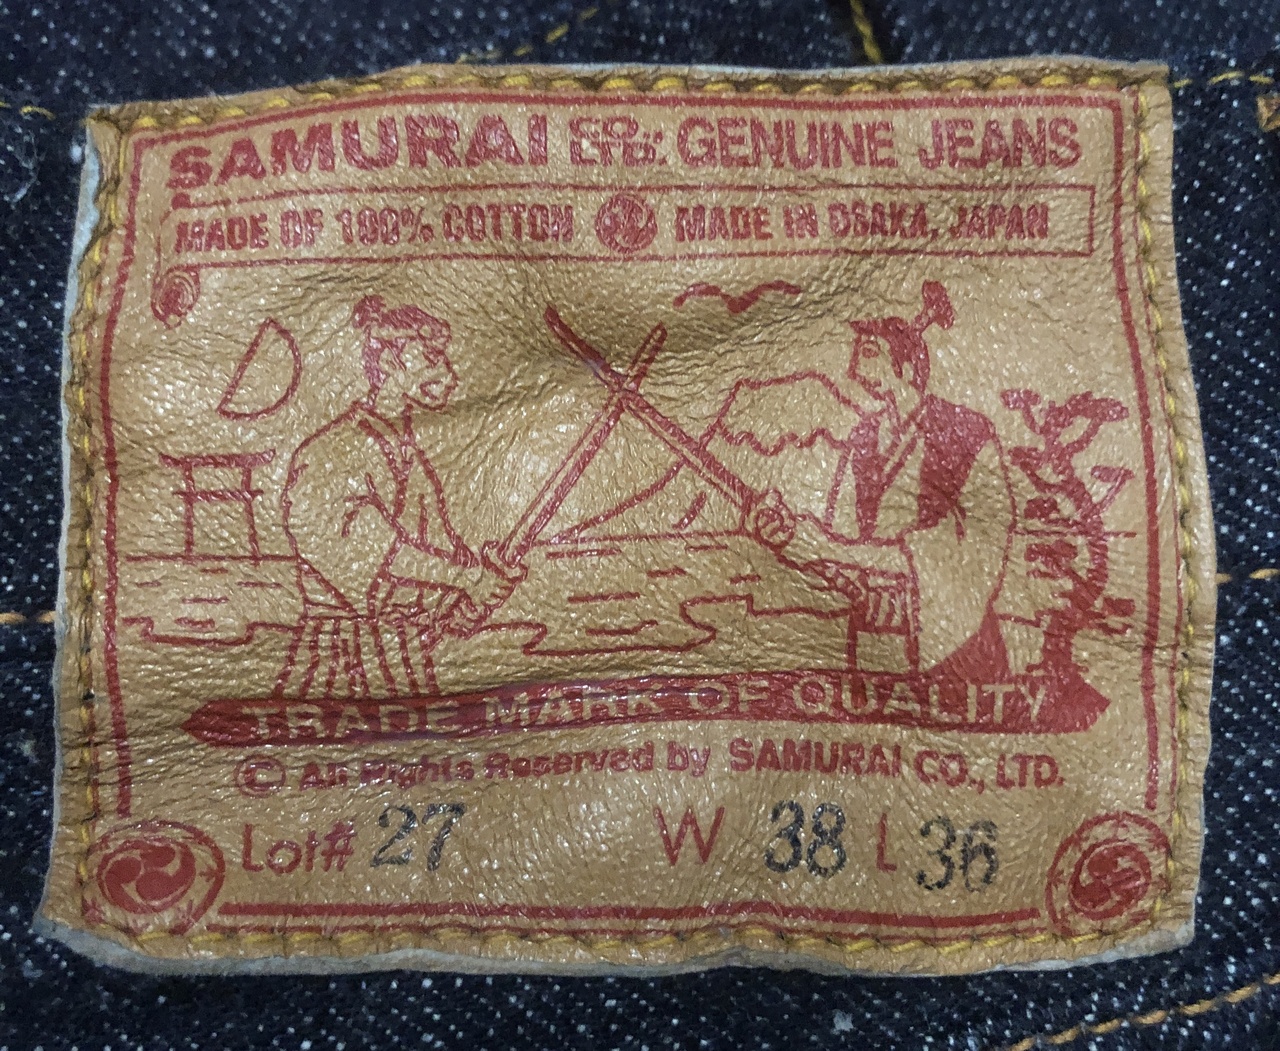 SAMURAI CO., LTD. GENUINE JEANS
MADE OF 100% COTTON MADE IN OSAKA, JAPAN
TRADE MARK OF QUALITY
© All Rights Reserved by SAMURAI CO., LTD.
Lot# 27 W 38 L 36